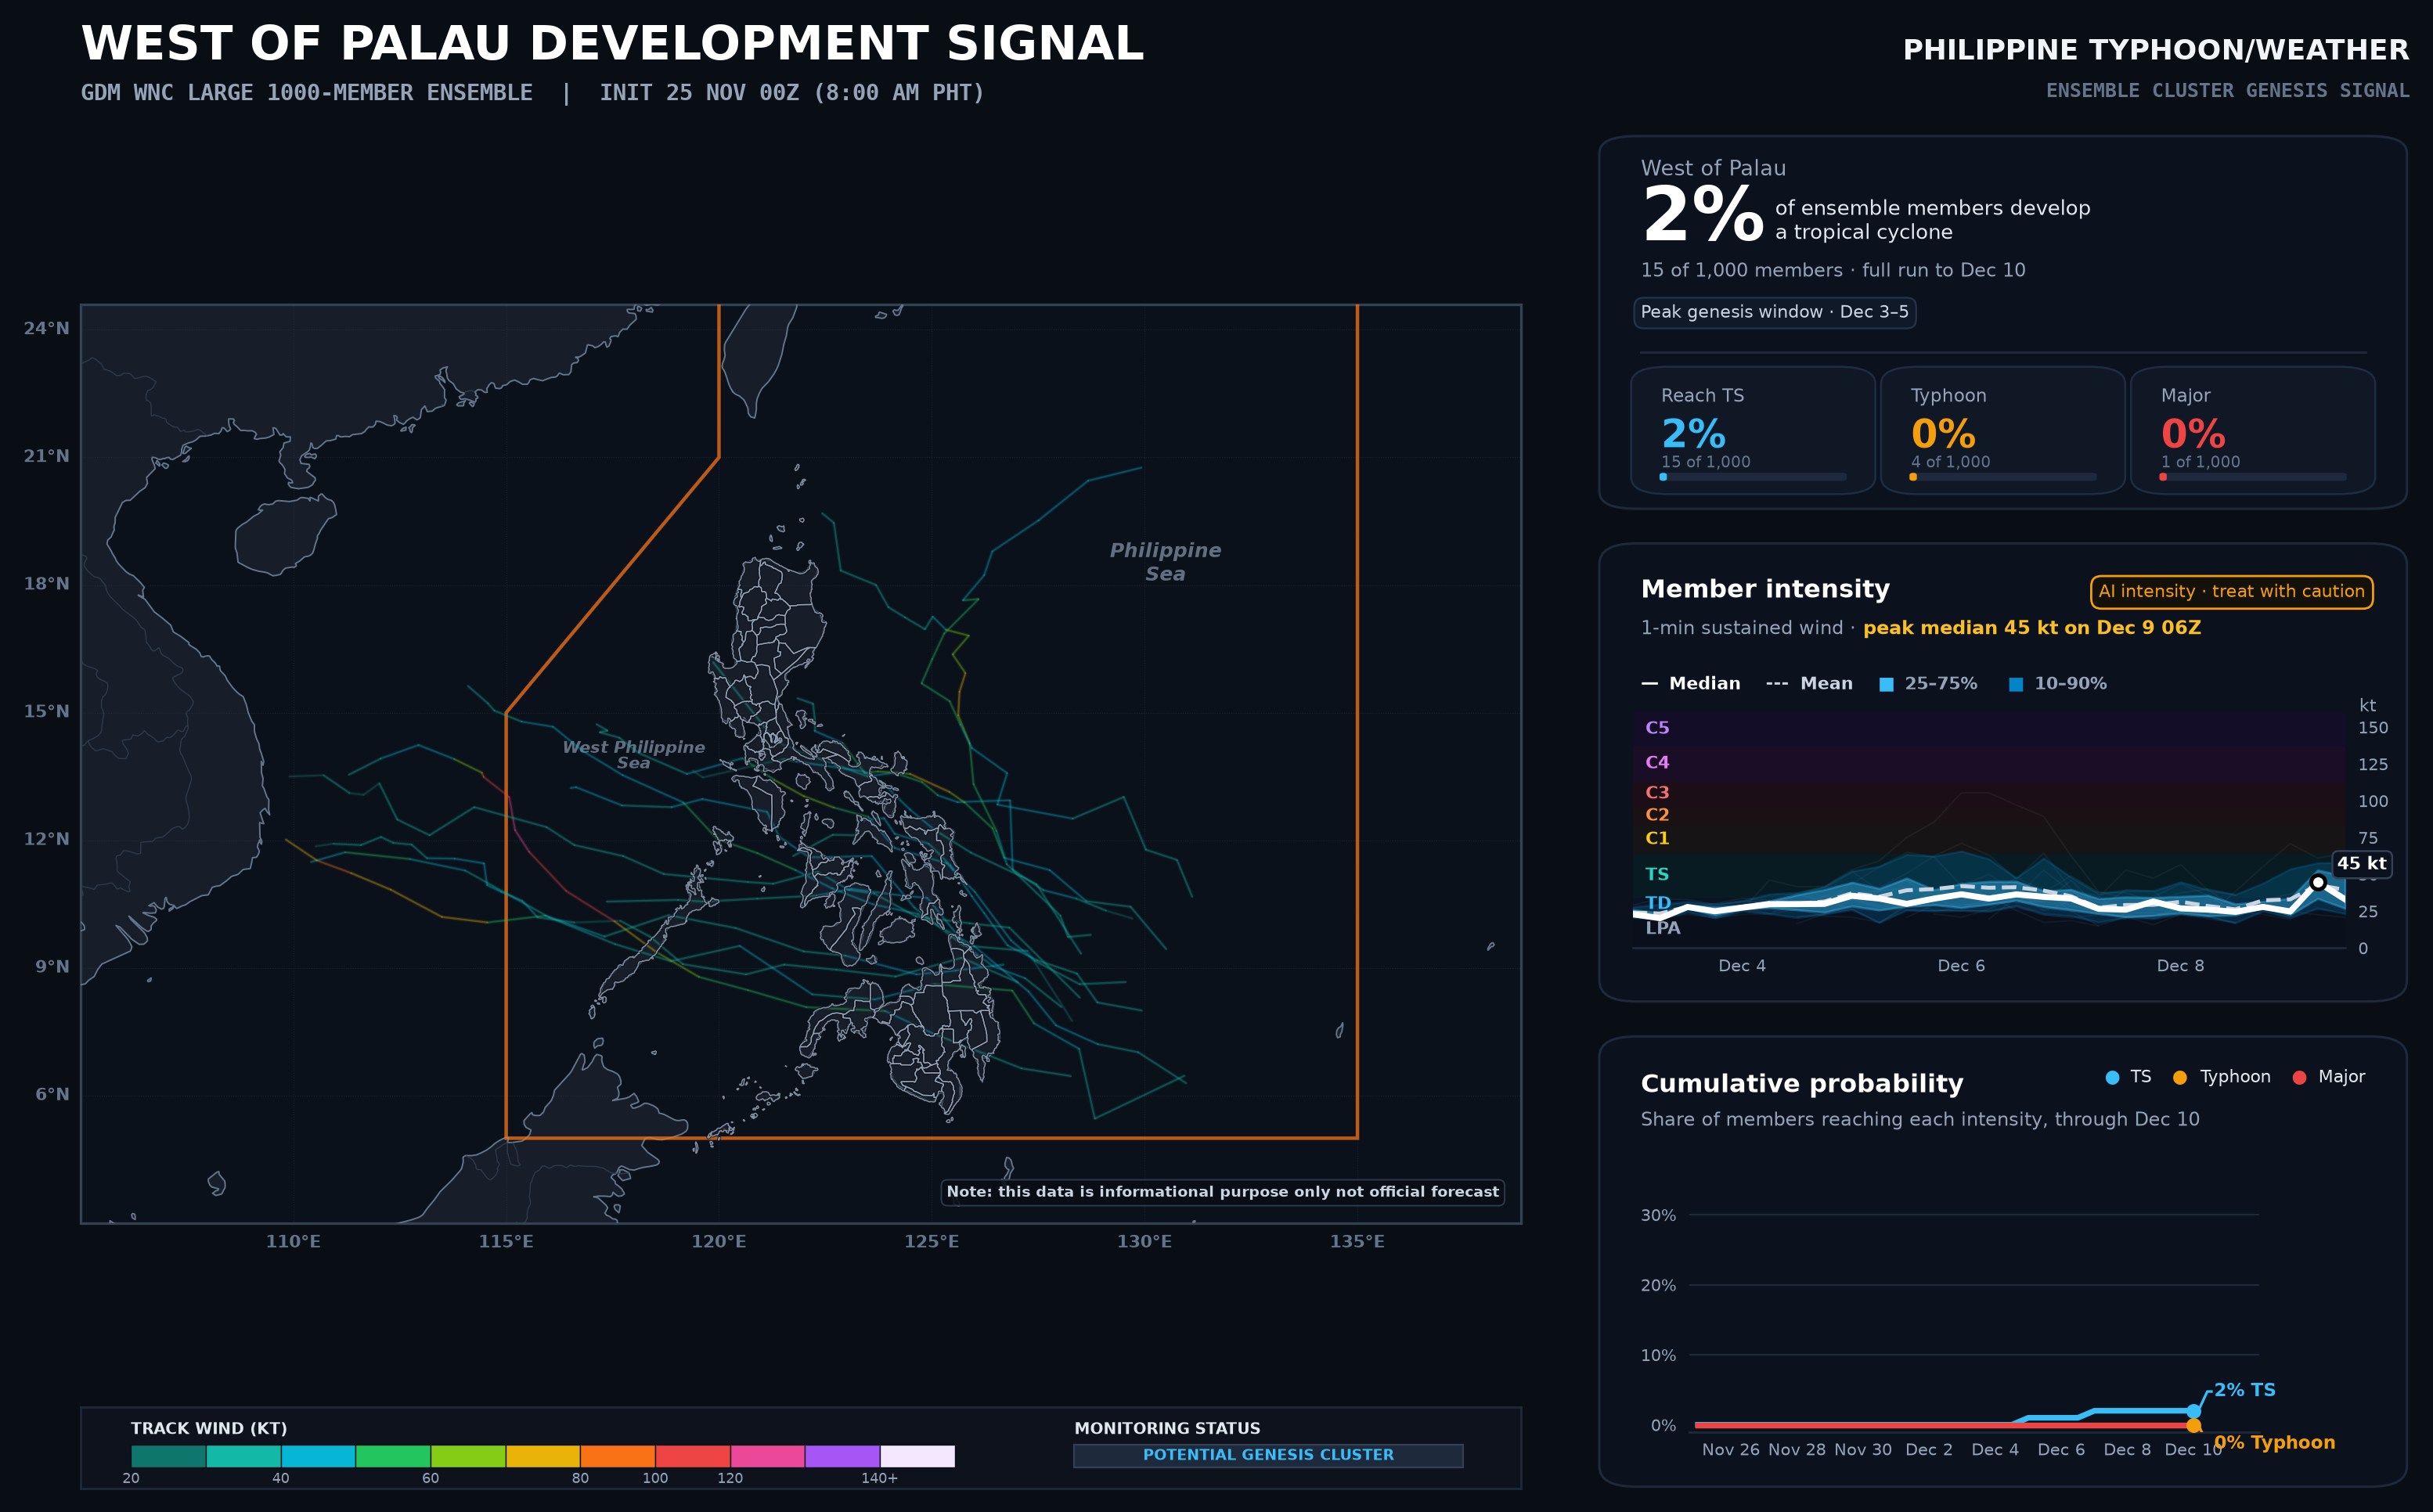 WEST OF PALAU DEVELOPMENT SIGNAL
GDM WNC LARGE 1000-MEMBER ENSEMBLE | INIT 25 NOV 00Z (8:00 AM PHT)
PHILIPPINE TYPHOON/WEATHER
ENSEMBLE CLUSTER GENESIS SIGNAL
24°N
21°N
18°N
15°N
12°N
9°N
6°N
110°E
115°E
120°E
125°E
130°E
135°E
Philippine
Sea
West Philippine
Sea
Note: this data is informational purpose only not official forecast
TRACK WIND (KT)
20
40
60
80
100
120
140+
MONITORING STATUS
POTENTIAL GENESIS CLUSTER
West of Palau
2% of ensemble members develop
a tropical cyclone
15 of 1,000 members · full run to Dec 10
Peak genesis window · Dec 3–5
Reach TS
2%
15 of 1,000
Typhoon
0%
4 of 1,000
Major
0%
1 of 1,000
Member intensity
AI intensity · treat with caution
1-min sustained wind · peak median 45 kt on Dec 9 06Z
Median
Mean
25–75%
10–90%
kt
C5
C4
C3
C2
C1
TS
TD
LPA
150
125
100
75
45 kt
25
0
Dec 4
Dec 6
Dec 8
Cumulative probability
TS
Typhoon
Major
Share of members reaching each intensity, through Dec 10
30%
20%
10%
0%
2% TS
0% Typhoon
Nov 26
Nov 28
Nov 30
Dec 2
Dec 4
Dec 6
Dec 8
Dec 10